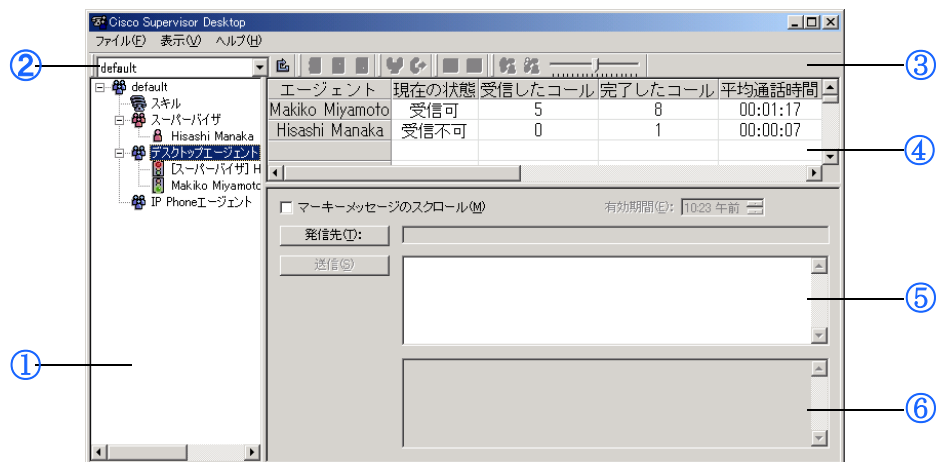 Cisco Supervisor Desktop
ファイル(F) 表示(V) ヘルプ(H)
② default ③
default
スキル
スーパーバイザ
Hisashi Manaka
デスクトップエージェント
[スーパーバイザ] H
Makiko Miyamoto
IP Phoneエージェント
エージェント 現在の状態 受信したコール 完了したコール 平均通話時間
Makiko Miyamoto 受信可 5 8 00:01:17
Hisashi Manaka 受信不可 0 1 00:00:07
④
マーキーメッセージのスクロール(M) 有効期間(E): 10:23 午前
発信先(T):
送信(S)
⑤
①
⑥